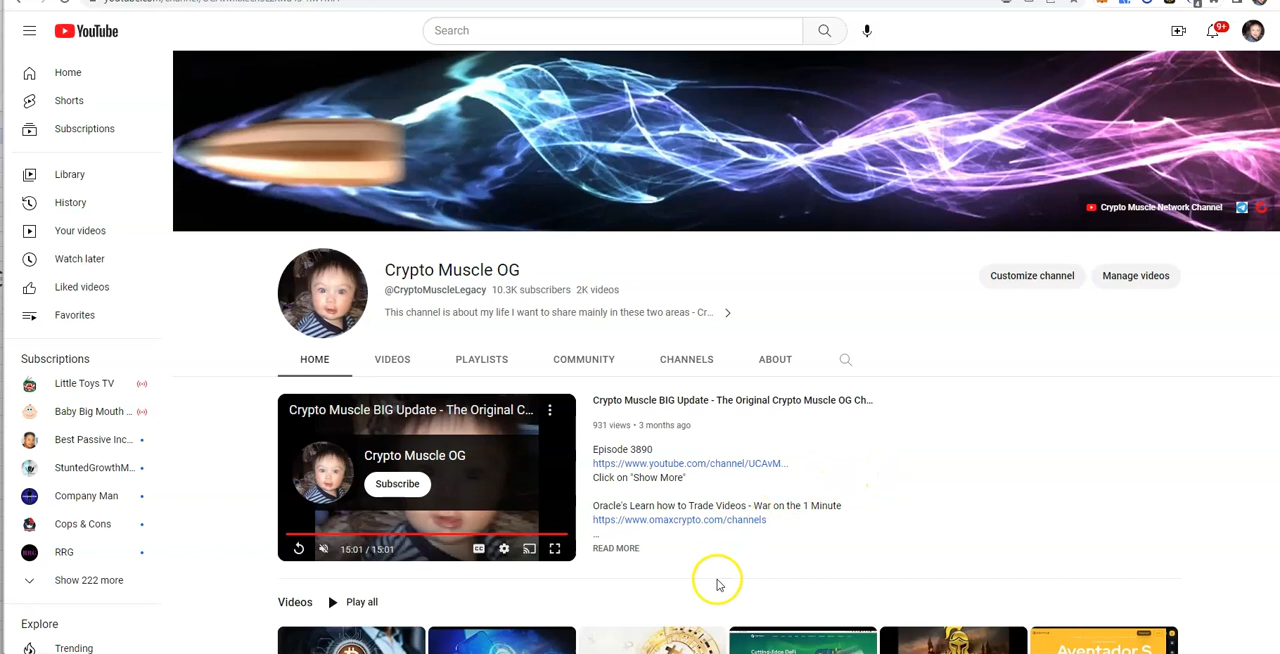 YouTube
Search
9+
Home
Shorts
Subscriptions
Library
History
Your videos
Watch later
Liked videos
Favorites
Subscriptions
Little Toys TV
Baby Big Mouth ...
Best Passive Inc...
StuntedGrowthM...
Company Man
Cops & Cons
RRG
RRG
Show 222 more
Explore
Trending
Crypto Muscle Network Channel
Crypto Muscle OG
@CryptoMuscleLegacy 10.3K subscribers 2K videos
This channel is about my life I want to share mainly in these two areas - Cr...
Customize channel
Manage videos
HOME VIDEOS PLAYLISTS COMMUNITY CHANNELS ABOUT
Crypto Muscle BIG Update - The Original C...
Crypto Muscle OG
Subscribe
15:01 / 15:01
CC
Crypto Muscle BIG Update - The Original Crypto Muscle OG Ch...
931 views • 3 months ago
Episode 3890
https://www.youtube.com/channel/UCAvM...
Click on "Show More"
Oracle's Learn how to Trade Videos - War on the 1 Minute
https://www.omaxcrypto.com/channels
...
READ MORE
Videos Play all
Cutting-Edge DeFi
Aventador S